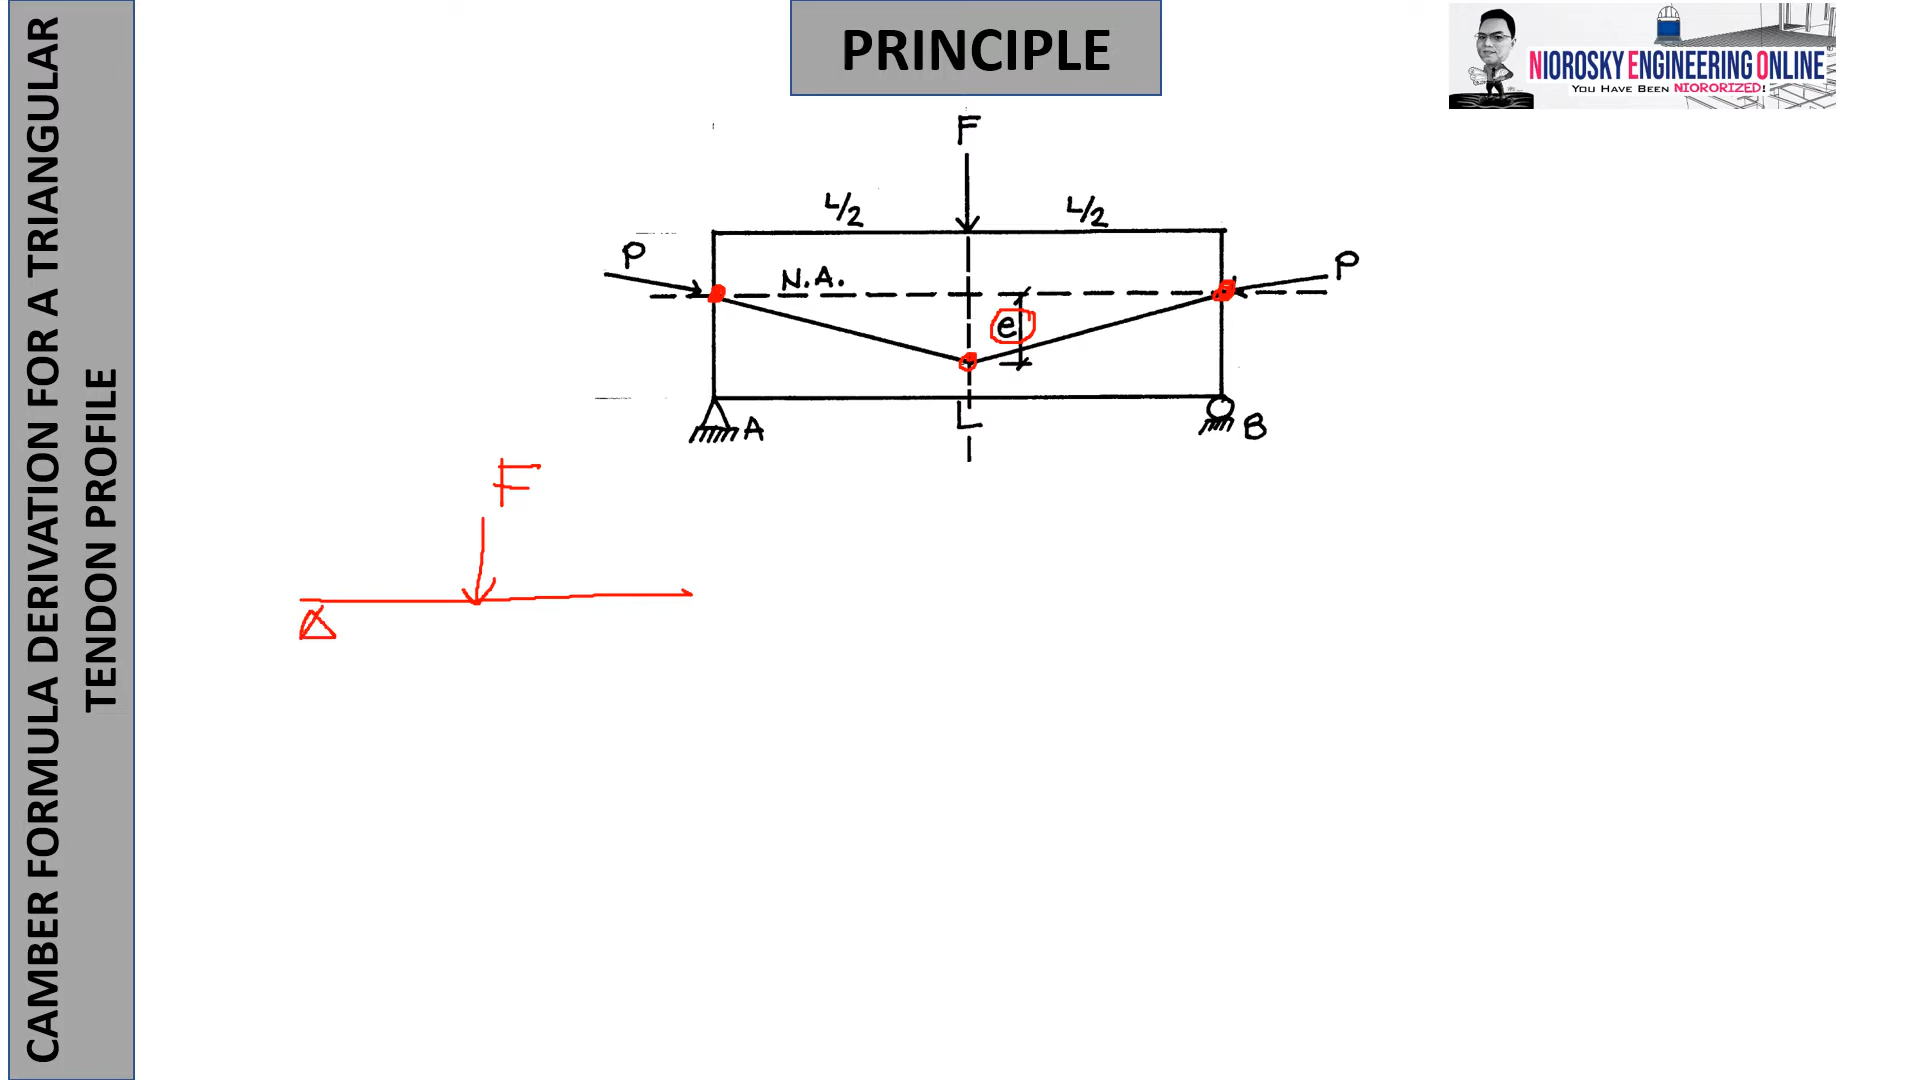 CAMBER FORMULA DERIVATION FOR A TRIANGULAR
TENDON PROFILE
PRINCIPLE
NIOROSKY ENGINEERING ONLINE
YOU HAVE BEEN NIORORIZED!
F
L/2 L/2
P P
N.A.
e
A L B
F